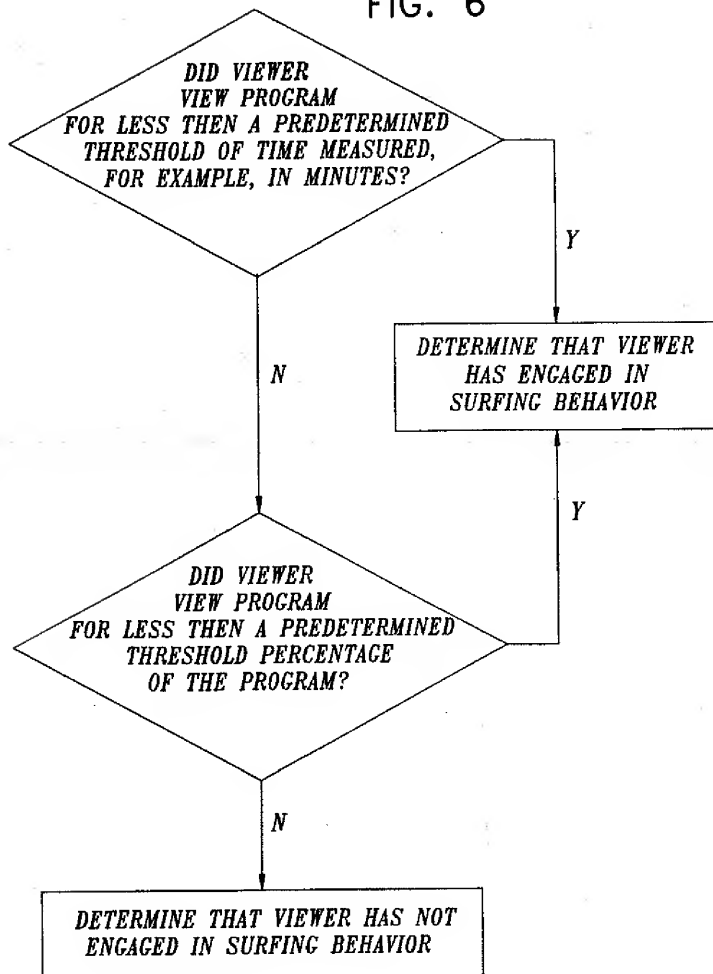 FIG. 6
DID VIEWER
VIEW PROGRAM
FOR LESS THEN A PREDETERMINED
THRESHOLD OF TIME MEASURED,
FOR EXAMPLE, IN MINUTES?
Y
DETERMINE THAT VIEWER
HAS ENGAGED IN
SURFING BEHAVIOR
N
Y
DID VIEWER
VIEW PROGRAM
FOR LESS THEN A PREDETERMINED
THRESHOLD PERCENTAGE
OF THE PROGRAM?
N
DETERMINE THAT VIEWER HAS NOT
ENGAGED IN SURFING BEHAVIOR